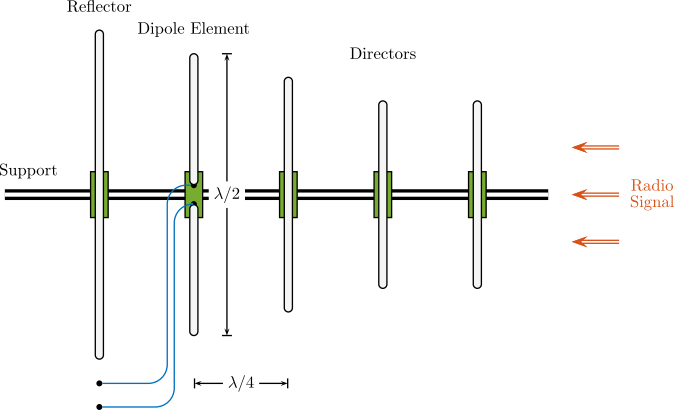 Reflector
Dipole Element
Directors
Support
λ/2
Radio
Signal
λ/4